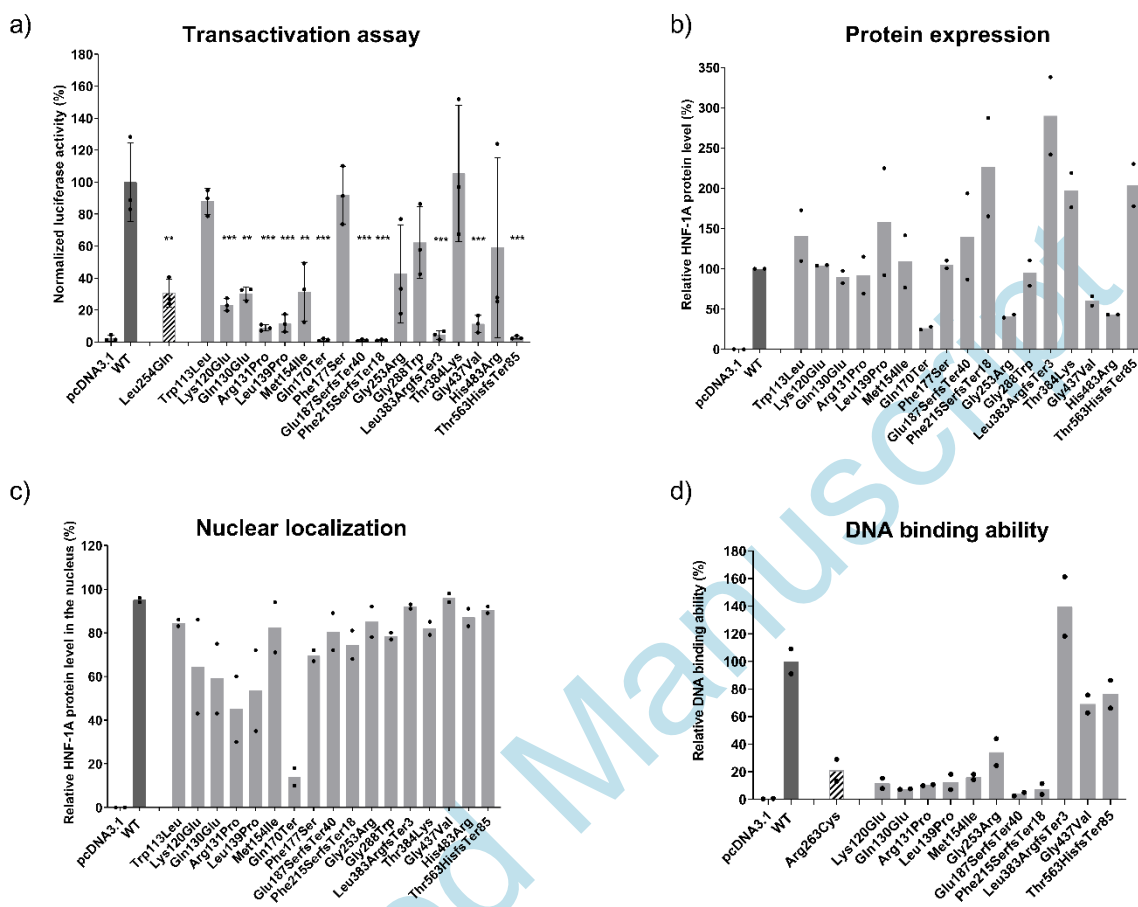 a)
Transactivation assay
Normalized luciferase activity (%)
180
160
140
120
100
80
60
40
20
0
**
***
**
***
***
**
***
***
***
***
***
***
pcDNA3.1
WT
Leu254Gln
Trp113Leu
Lys120Glu
Gln130Glu
Arg131Pro
Leu139Pro
Met154Ile
Gln170Ter
Phe177Ser
Glu187SerfsTer40
Phe215SerfsTer18
Gly253Arg
Gly288Trp
Leu383ArgfsTer3
Thr384Lys
Gly437Val
His483Arg
Thr563HisfsTer85
b)
Protein expression
Relative HNF-1A protein level (%)
350
300
250
200
150
100
50
0
pcDNA3.1
WT
Trp113Leu
Lys120Glu
Gln130Glu
Arg131Pro
Leu139Pro
Met154Ile
Gln170Ter
Phe177Ser
Glu187SerfsTer40
Phe215SerfsTer18
Gly253Arg
Gly288Trp
Leu383ArgfsTer3
Thr384Lys
Gly437Val
His483Arg
Thr563HisfsTer85
c)
Nuclear localization
Relative HNF-1A protein level in the nucleus (%)
120
100
80
60
40
20
0
pcDNA3.1
WT
Trp113Leu
Lys120Glu
Gln130Glu
Arg131Pro
Leu139Pro
Met154Ile
Gln170Ter
Phe177Ser
Glu187SerfsTer40
Phe215SerfsTer18
Gly253Arg
Gly288Trp
Leu383ArgfsTer3
Thr384Lys
Gly437Val
His483Arg
Thr563HisfsTer85
d)
DNA binding ability
Relative DNA binding ability (%)
180
160
140
120
100
80
60
40
20
0
pcDNA3.1
WT
Arg263Cys
Lys120Glu
Gln130Glu
Arg131Pro
Leu139Pro
Met154Ile
Gly253Arg
Glu187SerfsTer40
Phe215SerfsTer18
Leu383ArgfsTer3
Gly437Val
Thr563HisfsTer85
d Manuscript